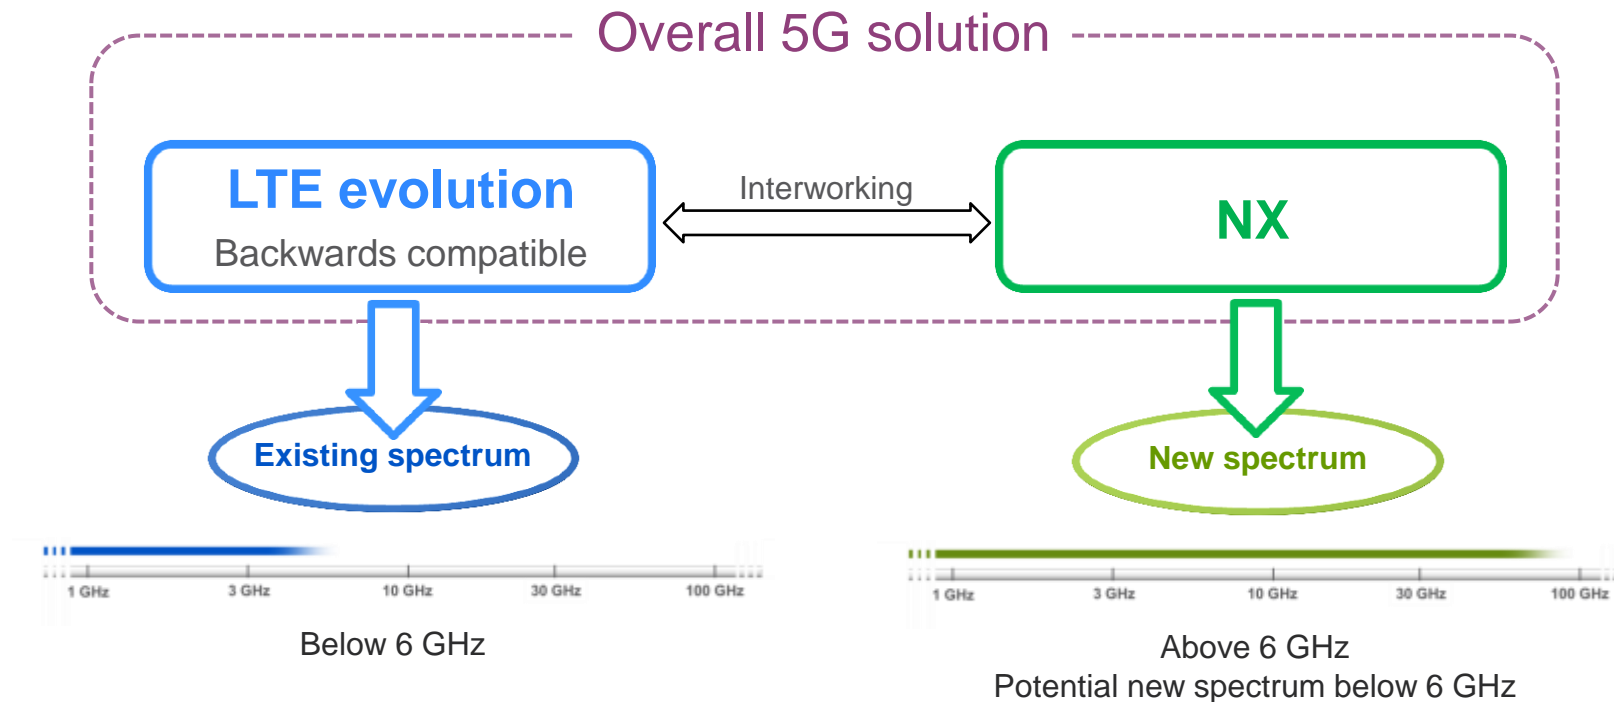 Overall 5G solution
LTE evolution
Backwards compatible
Interworking
NX
Existing spectrum
New spectrum
1 GHz 3 GHz 10 GHz 30 GHz 100 GHz
1 GHz 3 GHz 10 GHz 30 GHz 100 GHz
Below 6 GHz
Above 6 GHz
Potential new spectrum below 6 GHz